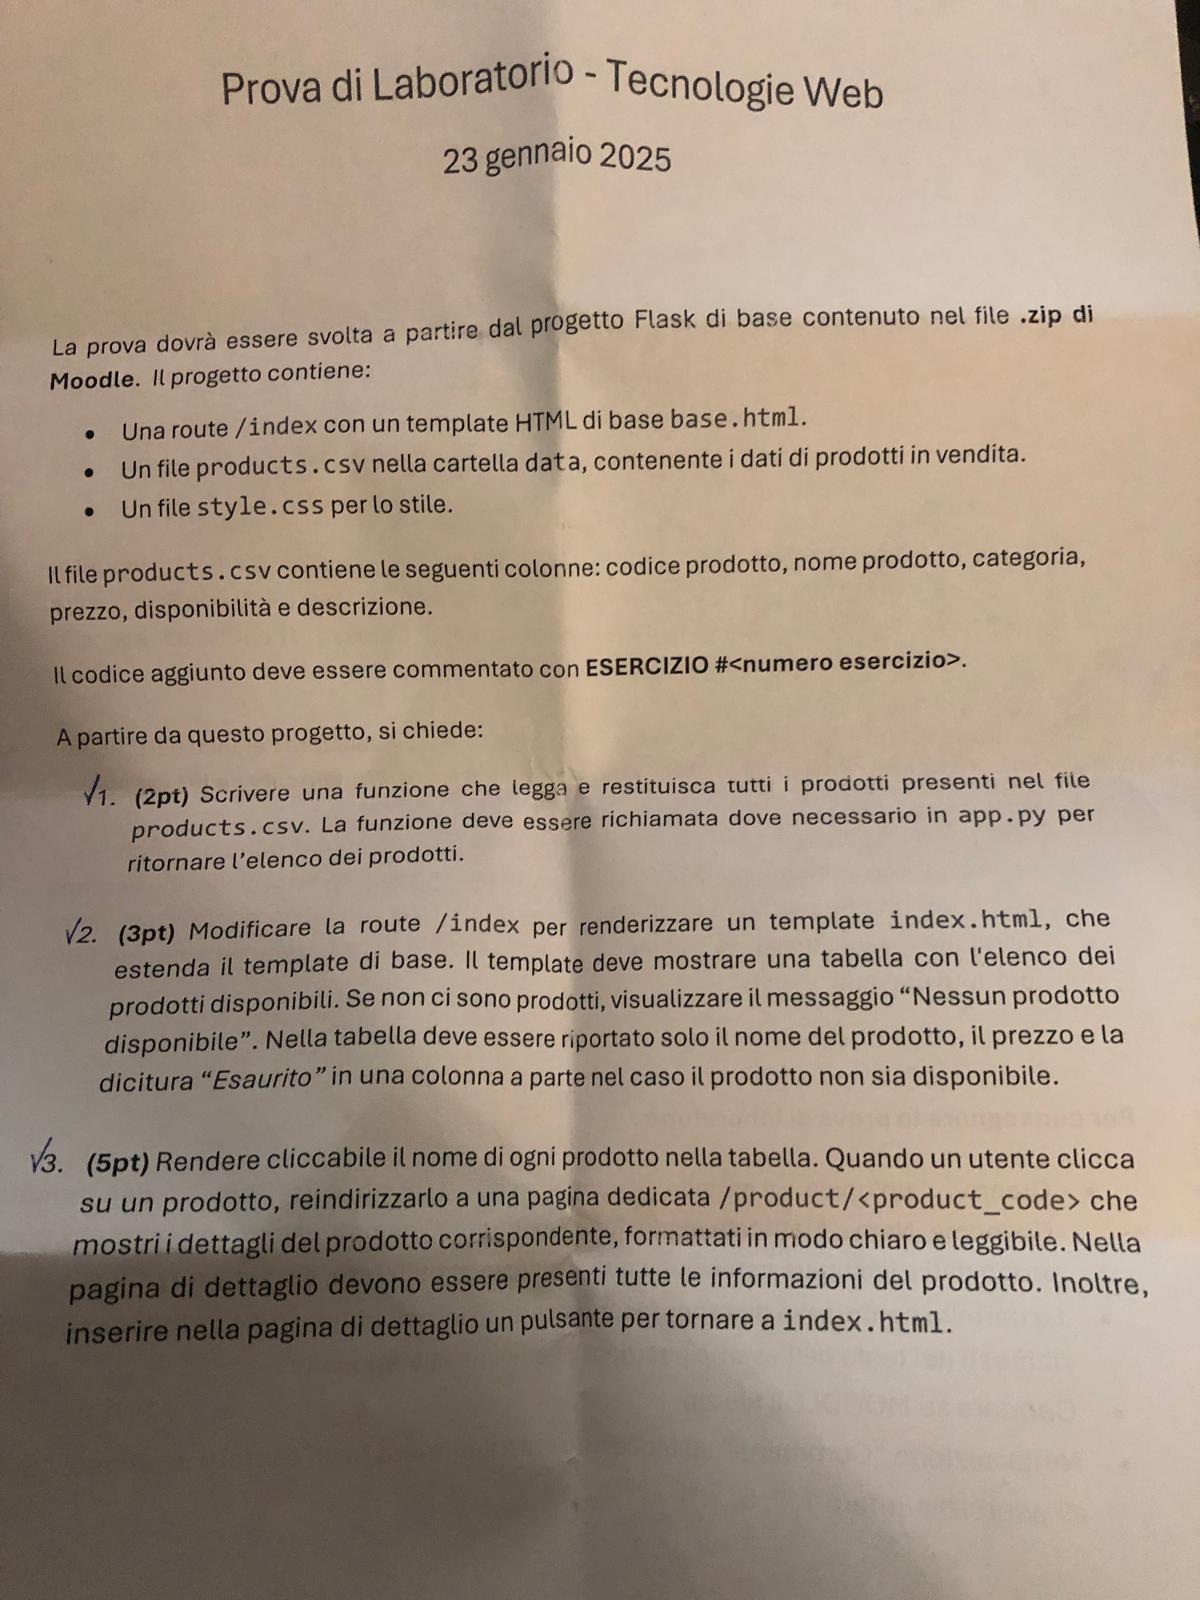 Prova di Laboratorio - Tecnologie Web
23 gennaio 2025
La prova dovrà essere svolta a partire dal progetto Flask di base contenuto nel file .zip di
Moodle. Il progetto contiene:
• Una route /index con un template HTML di base base.html.
• Un file products.csv nella cartella data, contenente i dati di prodotti in vendita.
• Un file style.css per lo stile.
Il file products.csv contiene le seguenti colonne: codice prodotto, nome prodotto, categoria,
prezzo, disponibilità e descrizione.
Il codice aggiunto deve essere commentato con ESERCIZIO #<numero esercizio>.
A partire da questo progetto, si chiede:
√1. (2pt) Scrivere una funzione che legga e restituisca tutti i prodotti presenti nel file
products.csv. La funzione deve essere richiamata dove necessario in app.py per
ritornare l'elenco dei prodotti.
√2. (3pt) Modificare la route /index per renderizzare un template index.html, che
estenda il template di base. Il template deve mostrare una tabella con l'elenco dei
prodotti disponibili. Se non ci sono prodotti, visualizzare il messaggio “Nessun prodotto
disponibile”. Nella tabella deve essere riportato solo il nome del prodotto, il prezzo e la
dicitura “Esaurito” in una colonna a parte nel caso il prodotto non sia disponibile.
√3. (5pt) Rendere cliccabile il nome di ogni prodotto nella tabella. Quando un utente clicca
su un prodotto, reindirizzarlo a una pagina dedicata /product/<product_code> che
mostri i dettagli del prodotto corrispondente, formattati in modo chiaro e leggibile. Nella
pagina di dettaglio devono essere presenti tutte le informazioni del prodotto. Inoltre,
inserire nella pagina di dettaglio un pulsante per tornare a index.html.